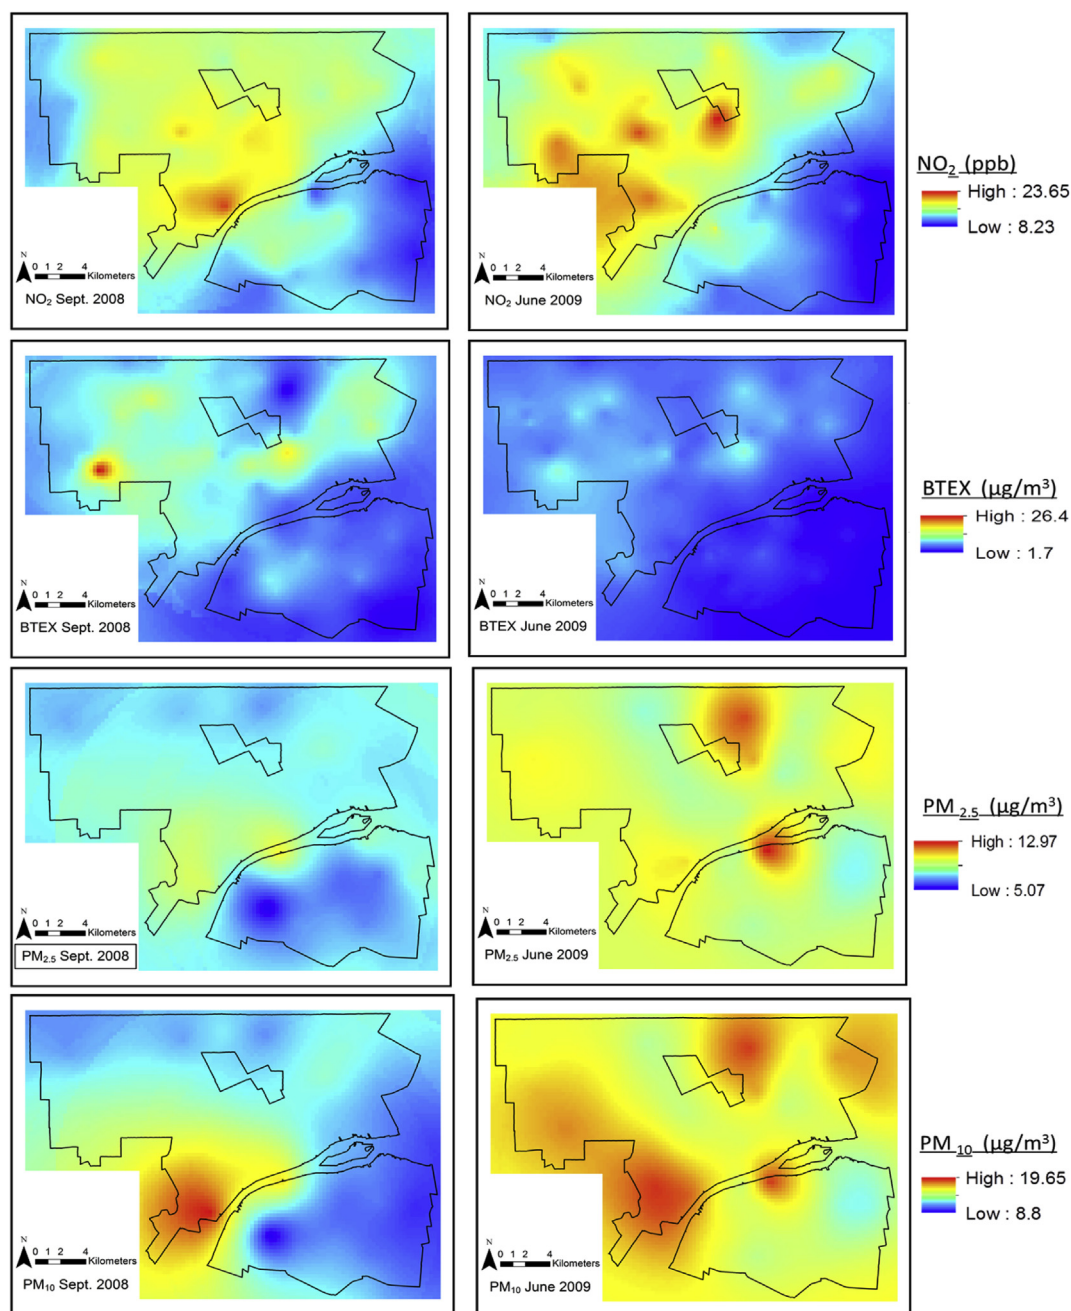 N
0 1 2 4
Kilometers
NO₂ Sept. 2008
N
0 1 2 4
Kilometers
NO₂ June 2009
NO₂ (ppb)
High : 23.65
Low : 8.23
N
0 1 2 4
Kilometers
BTEX Sept. 2008
N
0 1 2 4
Kilometers
BTEX June 2009
BTEX (µg/m³)
High : 26.4
Low : 1.7
N
0 1 2 4
Kilometers
PM₂.₅ Sept. 2008
N
0 1 2 4
Kilometers
PM₂.₅ June 2009
PM ₂.₅ (µg/m³)
High : 12.97
Low : 5.07
N
0 1 2 4
Kilometers
PM₁₀ Sept. 2008
N
0 1 2 4
Kilometers
PM₁₀ June 2009
PM ₁₀ (µg/m³)
High : 19.65
Low : 8.8